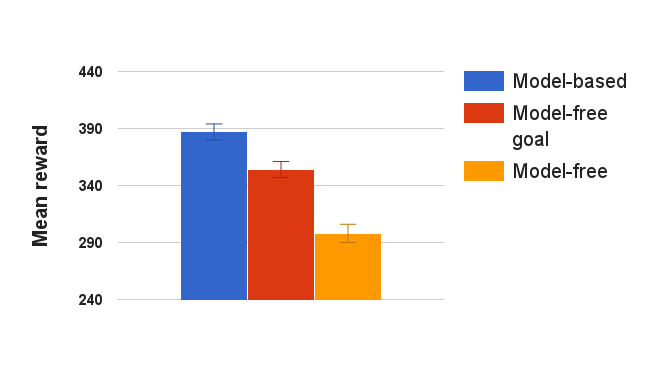 440
390
340
290
240
Mean reward
Model-based
Model-free
goal
Model-free